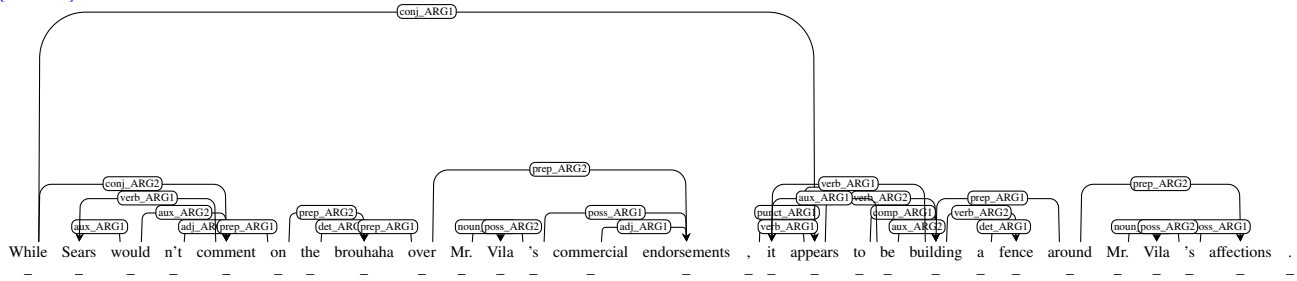 conj_ARG1
prep_ARG2
conj_ARG2 verb_ARG1
verb_ARG1 aux_ARG1 verb_ARG2 prep_ARG1 prep_ARG2
aux_ARG2 prep_ARG2 poss_ARG1 punct_ARG1 comp_ARG1 verb_ARG2
aux_ARG1 prep_ARG1 prep_ARG1 poss_ARG2 adj_ARG1 verb_ARG1 aux_ARG2 det_ARG1 poss_ARG2
While Sears would n't comment on the brouhaha over Mr. Vila 's commercial endorsements , it appears to be building a fence around Mr. Vila 's affections .
_ _ _ _ _ _ _ _ _ _ _ _ _ _ _ _ _ _ _ _ _ _ _ _ _ _ _ _